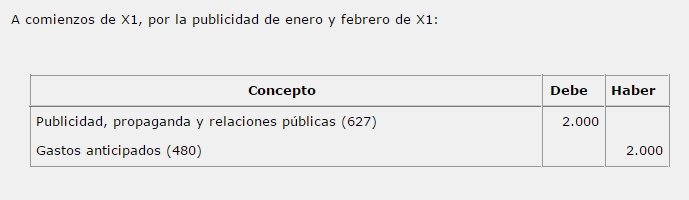 A comienzos de X1, por la publicidad de enero y febrero de X1:
Concepto Debe Haber
Publicidad, propaganda y relaciones públicas (627) 2.000
Gastos anticipados (480) 2.000